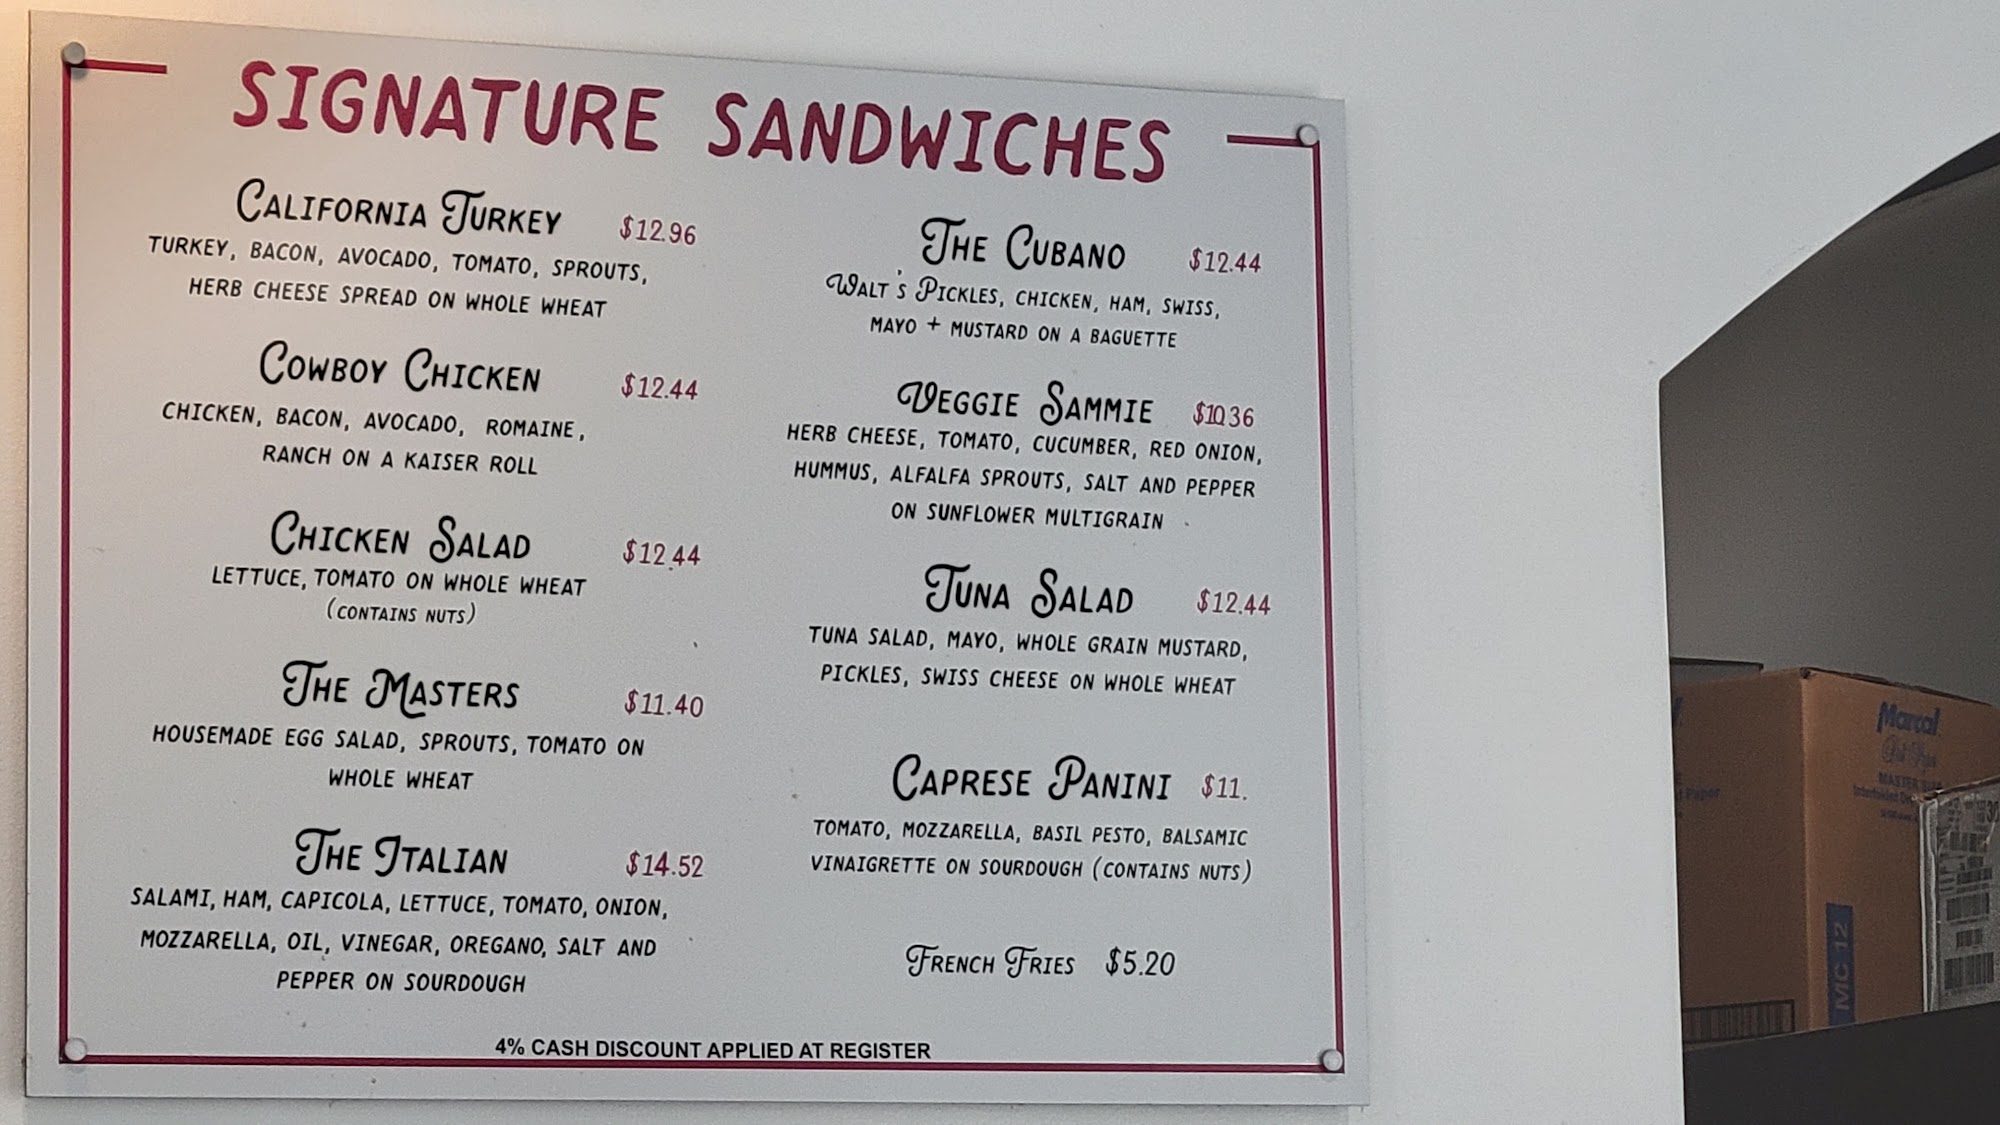 SIGNATURE SANDWICHES
CALIFORNIA TURKEY $12.96
TURKEY, BACON, AVOCADO, TOMATO, SPROUTS,
HERB CHEESE SPREAD ON WHOLE WHEAT
COWBOY CHICKEN $12.44
CHICKEN, BACON, AVOCADO, ROMAINE,
RANCH ON A KAISER ROLL
CHICKEN SALAD $12.44
LETTUCE, TOMATO ON WHOLE WHEAT
(CONTAINS NUTS)
THE MASTERS $11.40
HOUSEMADE EGG SALAD, SPROUTS, TOMATO ON
WHOLE WHEAT
THE ITALIAN $14.52
SALAMI, HAM, CAPICOLA, LETTUCE, TOMATO, ONION,
MOZZARELLA, OIL, VINEGAR, OREGANO, SALT AND
PEPPER ON SOURDOUGH
THE CUBANO $12.44
WALT'S PICKLES, CHICKEN, HAM, SWISS,
MAYO + MUSTARD ON A BAGUETTE
VEGGIE SAMMIE $10.36
HERB CHEESE, TOMATO, CUCUMBER, RED ONION,
HUMMUS, ALFALFA SPROUTS, SALT AND PEPPER
ON SUNFLOWER MULTIGRAIN
TUNA SALAD $12.44
TUNA SALAD, MAYO, WHOLE GRAIN MUSTARD,
PICKLES, SWISS CHEESE ON WHOLE WHEAT
CAPRESE PANINI $11.
TOMATO, MOZZARELLA, BASIL PESTO, BALSAMIC
VINAIGRETTE ON SOURDOUGH (CONTAINS NUTS)
FRENCH FRIES $5.20
4% CASH DISCOUNT APPLIED AT REGISTER
Marcal
MC 12